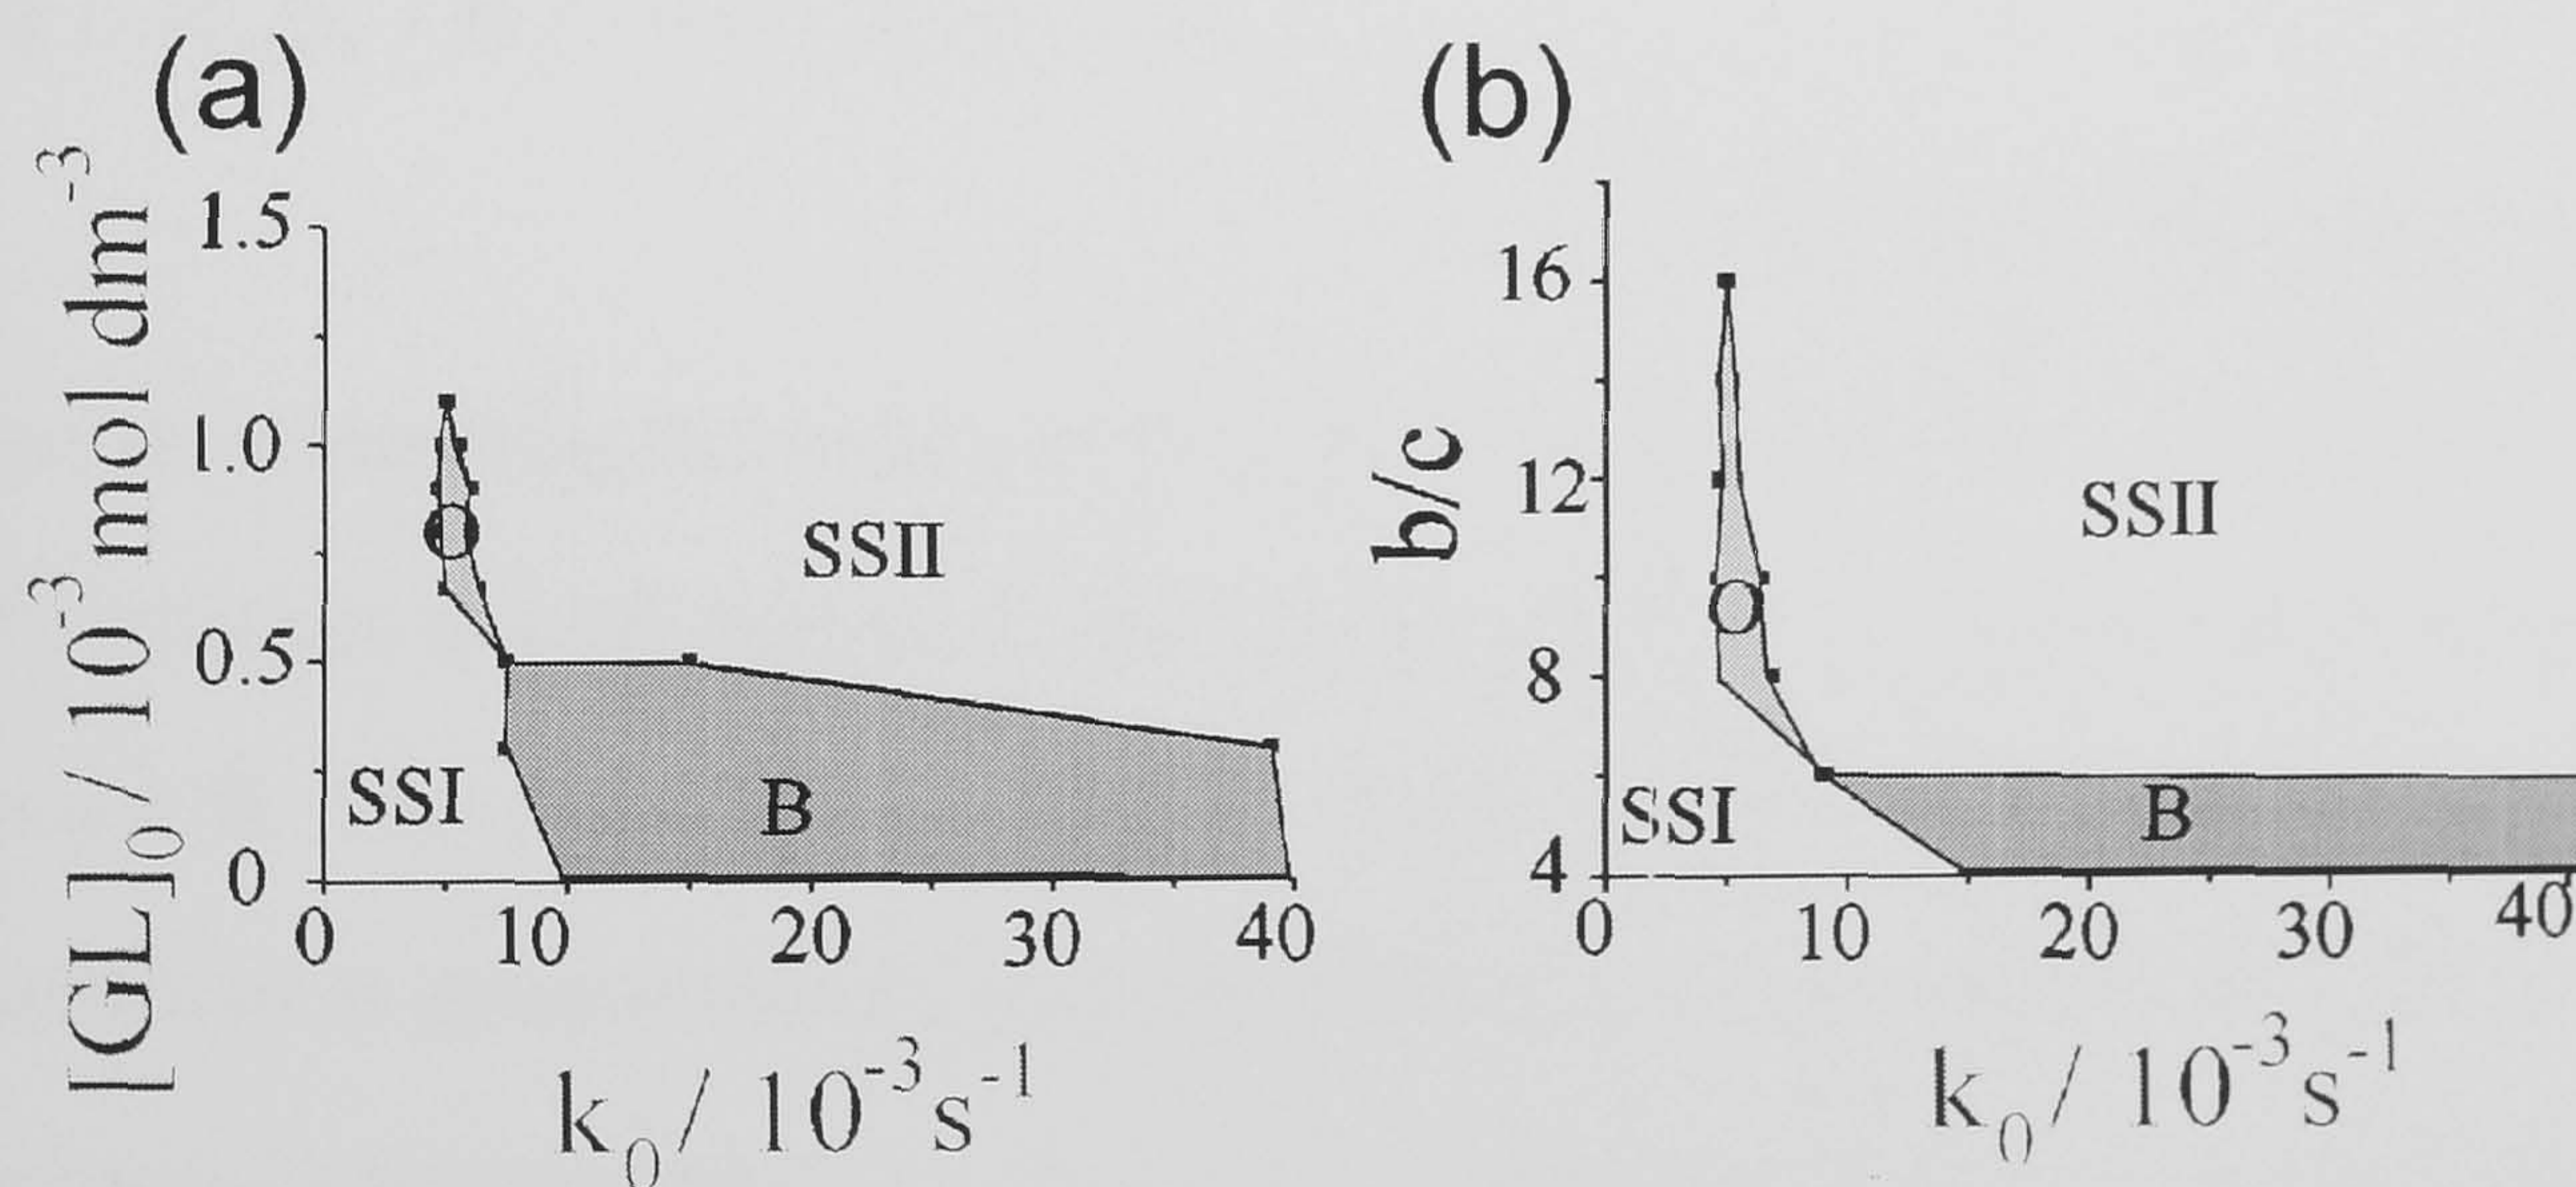 (a)
[GL]₀ / 10⁻³ mol dm⁻³
1.5
1.0
0.5
0
SSII
O
SSI
B
0 10 20 30 40
k₀ / 10⁻³ s⁻¹
(b)
b/c
16
12
8
4
SSII
O
SSI
B
0 10 20 30 40
k₀ / 10⁻³ s⁻¹